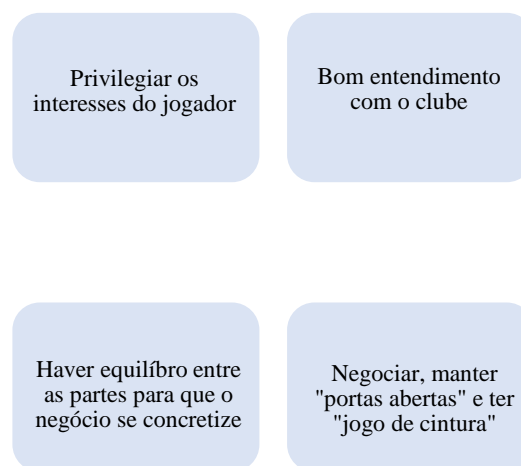 Privilegiar os
interesses do jogador
Bom entendimento
com o clube
Haver equilíbro entre
as partes para que o
negócio se concretize
Negociar, manter
"portas abertas" e ter
"jogo de cintura"